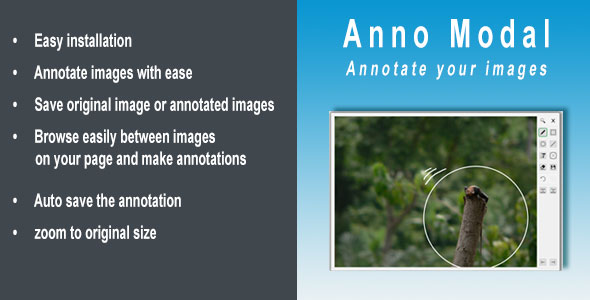 • Easy installation
• Annotate images with ease
• Save original image or annotated images
• Browse easily between images
on your page and make annotations
• Auto save the annotation
• zoom to original size
Anno Modal
Annotate your images